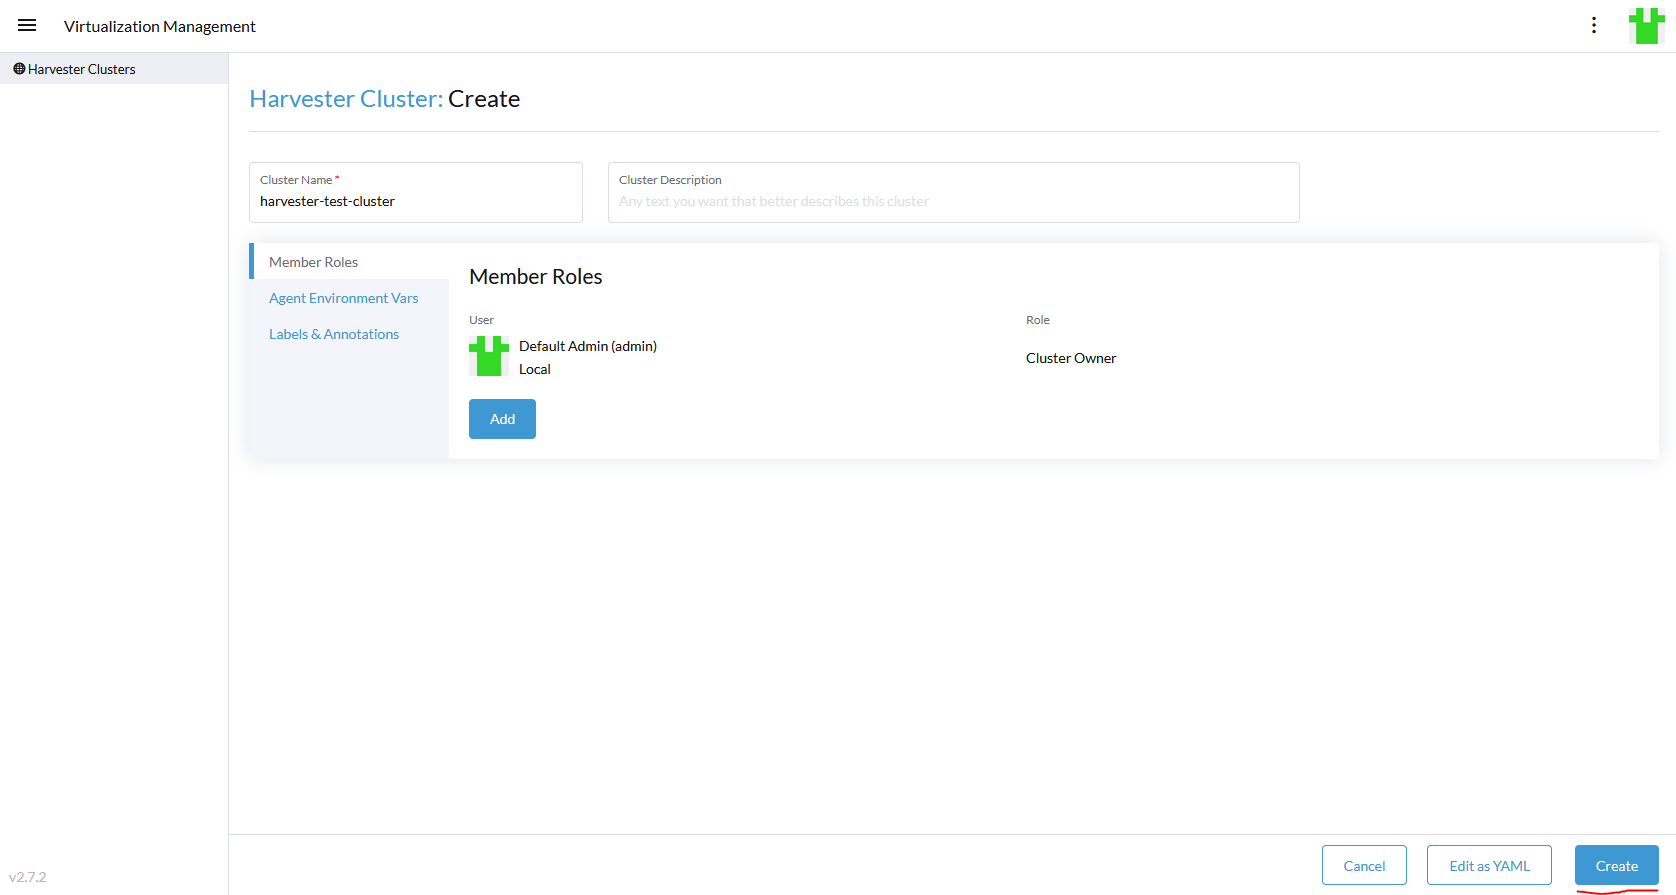 Virtualization Management
Harvester Clusters
Harvester Cluster: Create
Cluster Name *
harvester-test-cluster
Cluster Description
Any text you want that better describes this cluster
Member Roles
Agent Environment Vars
Labels & Annotations
Member Roles
User
Role
Default Admin (admin)
Local
Cluster Owner
Add
v2.7.2
Cancel
Edit as YAML
Create